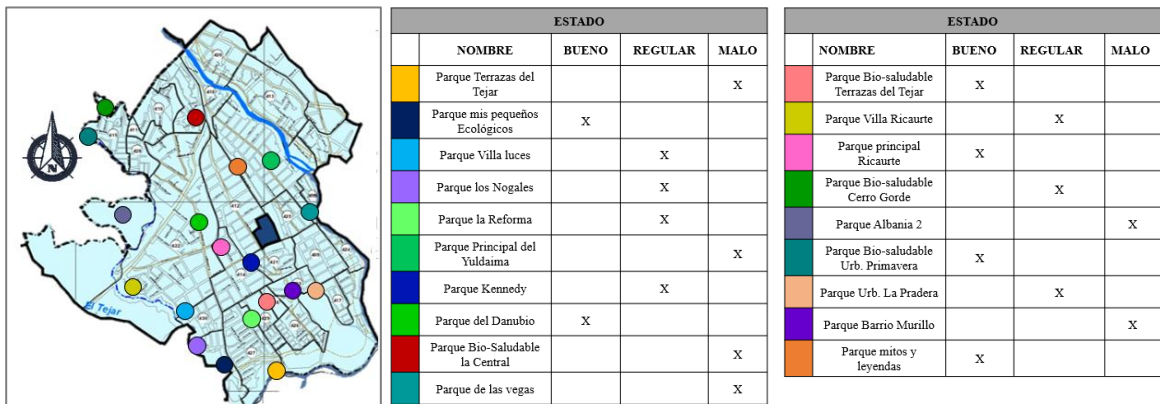 ESTADO
NOMBRE BUENO REGULAR MALO
Parque Terrazas del
Tejar X
Parque mis pequeños
Ecológicos X
Parque Villa luces X
Parque los Nogales X
Parque la Reforma X
Parque Principal del
Yuldaima X
Parque Kennedy X
Parque del Danubio X
Parque Bio-Saludable
la Central X
Parque de las vegas X
ESTADO
NOMBRE BUENO REGULAR MALO
Parque Bio-saludable
Terrazas del Tejar X
Parque Villa Ricaurte X
Parque principal
Ricaurte X
Parque Bio-saludable
Cerro Gorde X
Parque Albania 2 X
Parque Bio-saludable
Urb. Primavera X
Parque Urb. La Pradera X
Parque Barrio Murillo X
Parque mitos y
leyendas X
N
El Tejar
412